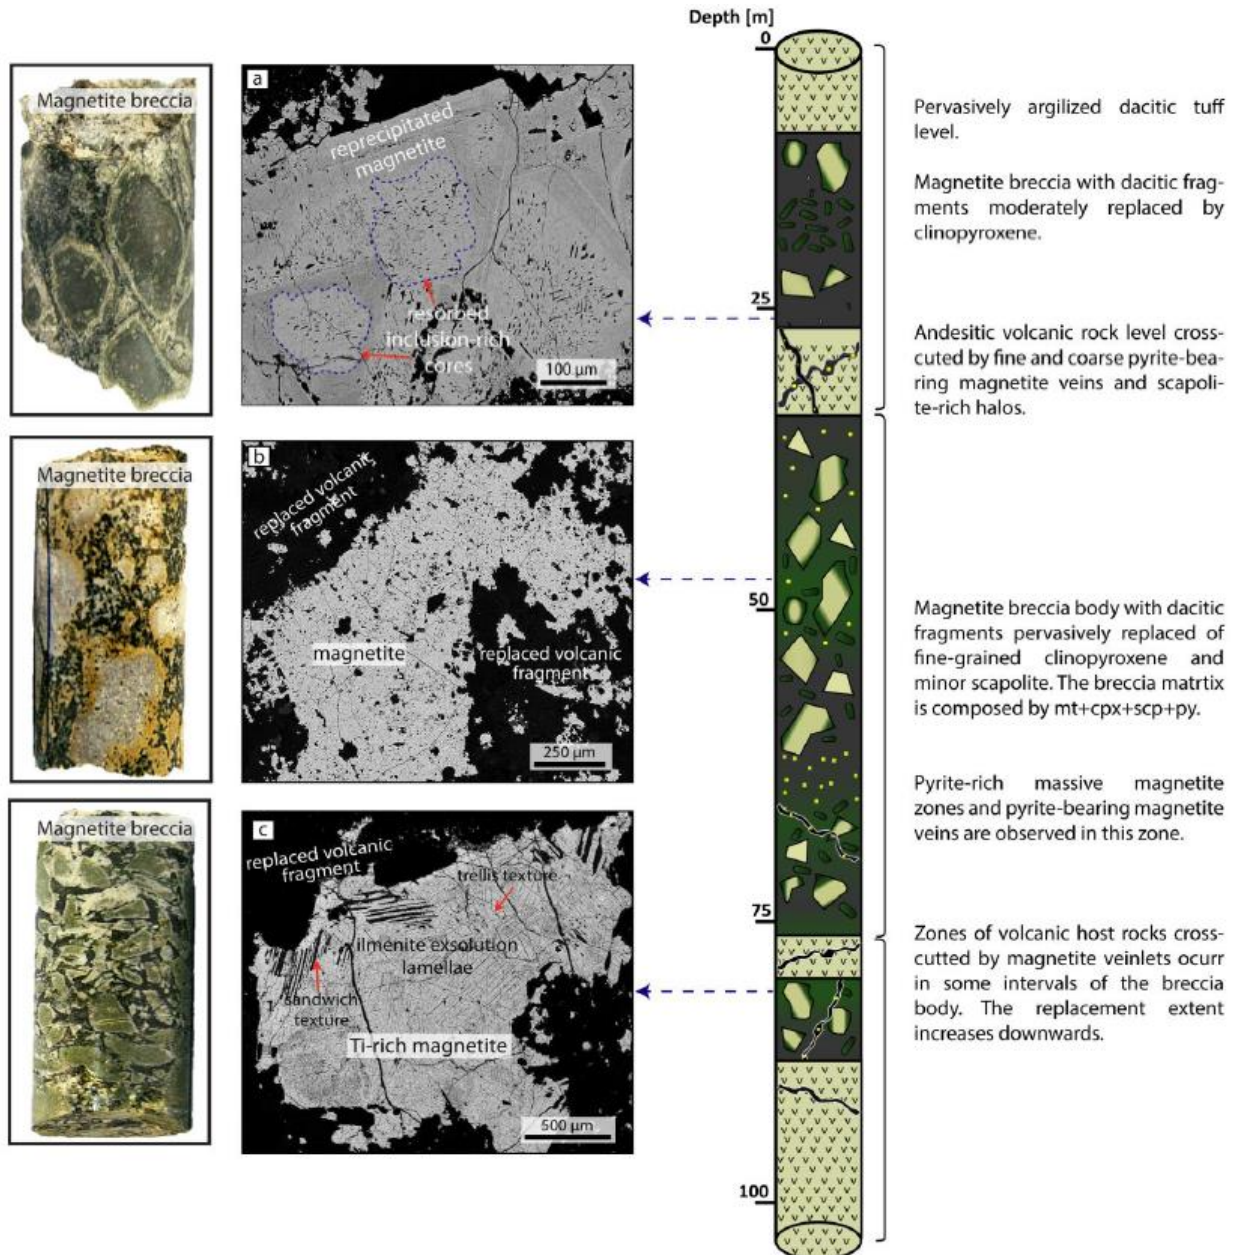 Depth [m]
0
25
50
75
100
Magnetite breccia
a
reprecipitated
magnetite
resorbed
inclusion-rich
cores
100 µm
Magnetite breccia
b
replaced volcanic
fragment
magnetite
replaced volcanic
fragment
250 µm
Magnetite breccia
c
replaced volcanic
fragment
trellis texture
ilmenite exsolution
lamellae
sandwich
texture
Ti-rich magnetite
500 µm
Pervasively argilized dacitic tuff
level.
Magnetite breccia with dacitic frag-
ments moderately replaced by
clinopyroxene.
Andesitic volcanic rock level cross-
cuted by fine and coarse pyrite-bea-
ring magnetite veins and scapoli-
te-rich halos.
Magnetite breccia body with dacitic
fragments pervasively replaced of
fine-grained clinopyroxene and
minor scapolite. The breccia matrtix
is composed by mt+cpx+scp+py.
Pyrite-rich massive magnetite
zones and pyrite-bearing magnetite
veins are observed in this zone.
Zones of volcanic host rocks cross-
cutted by magnetite veinlets ocurr
in some intervals of the breccia
body. The replacement extent
increases downwards.